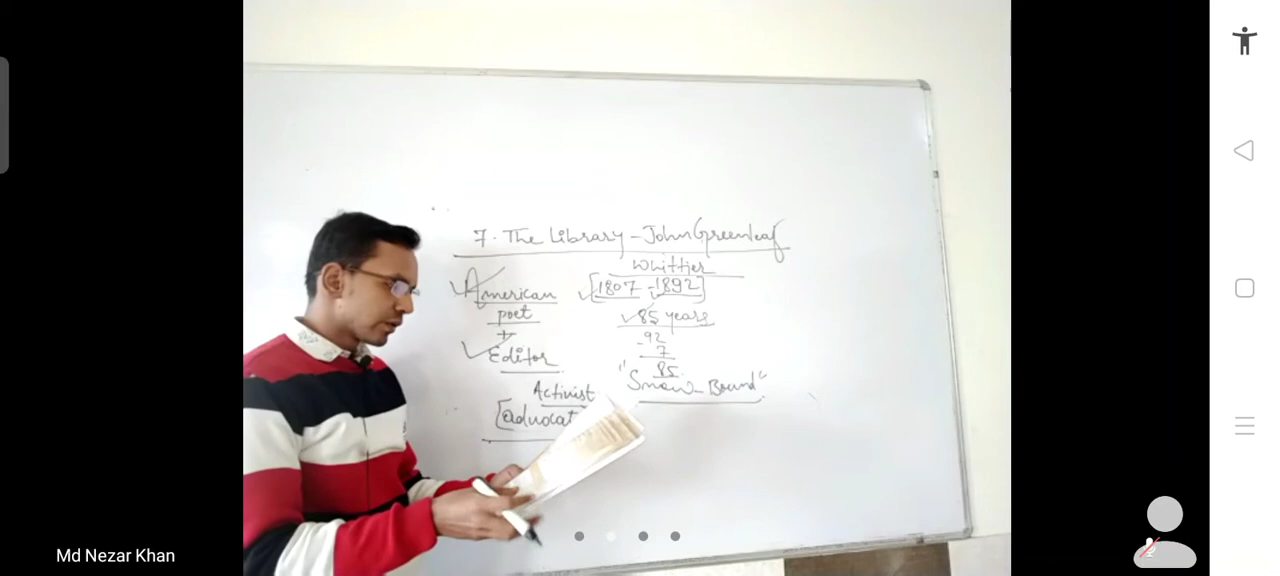 7. The Library - John Greenleaf
Whittier
American
poet
+
Editor
Activist
[advocat
[1807 - 1892]
85 years
92
- 7
85
"Snow-Bound"
Md Nezar Khan